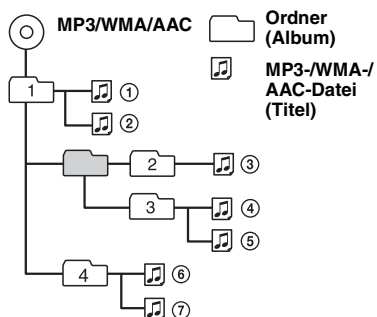 MP3/WMA/AAC
Ordner
(Album)
MP3-/WMA-/
AAC-Datei
(Titel)
1
①
②
2
③
3
④
⑤
4
⑥
⑦